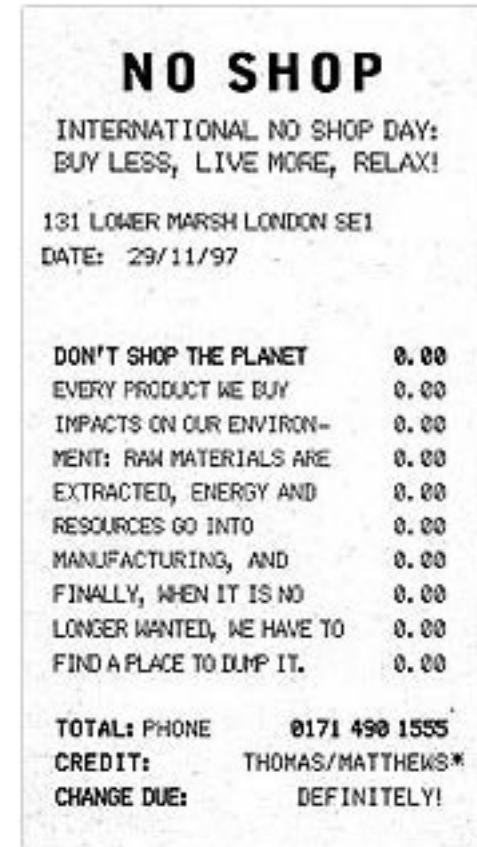 NO SHOP
INTERNATIONAL NO SHOP DAY:
BUY LESS, LIVE MORE, RELAX!
131 LOWER MARSH LONDON SE1
DATE: 29/11/97
DON'T SHOP THE PLANET 0.00
EVERY PRODUCT WE BUY 0.00
IMPACTS ON OUR ENVIRON- 0.00
MENT: RAW MATERIALS ARE 0.00
EXTRACTED, ENERGY AND 0.00
RESOURCES GO INTO 0.00
MANUFACTURING, AND 0.00
FINALLY, WHEN IT IS NO 0.00
LONGER WANTED, WE HAVE TO 0.00
FIND A PLACE TO DUMP IT. 0.00
TOTAL: PHONE 0171 490 1555
CREDIT: THOMAS/MATTHEWS*
CHANGE DUE: DEFINITELY!